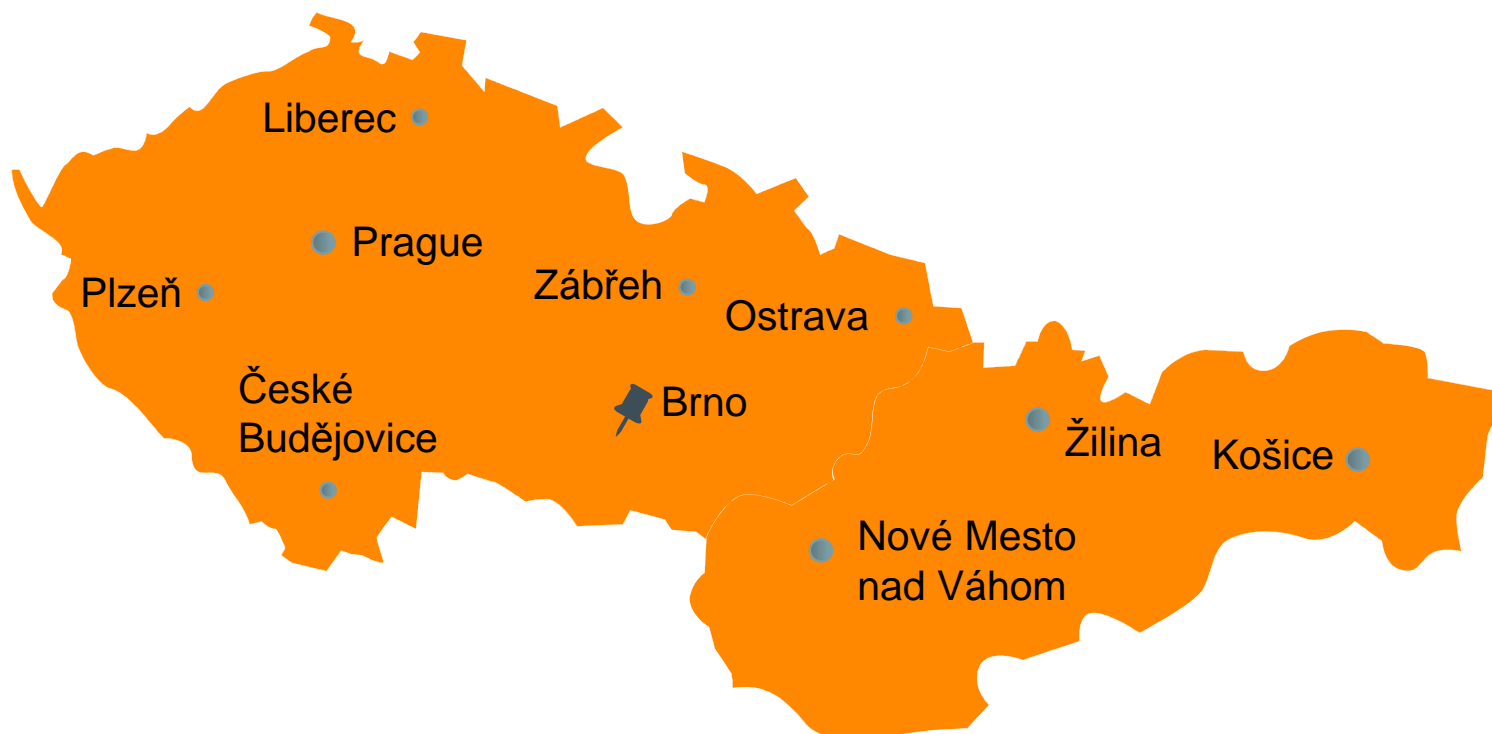 Liberec
Prague
Plzeň
Zábřeh
Ostrava
České
Budějovice
Brno
Žilina
Košice
Nové Mesto
nad Váhom